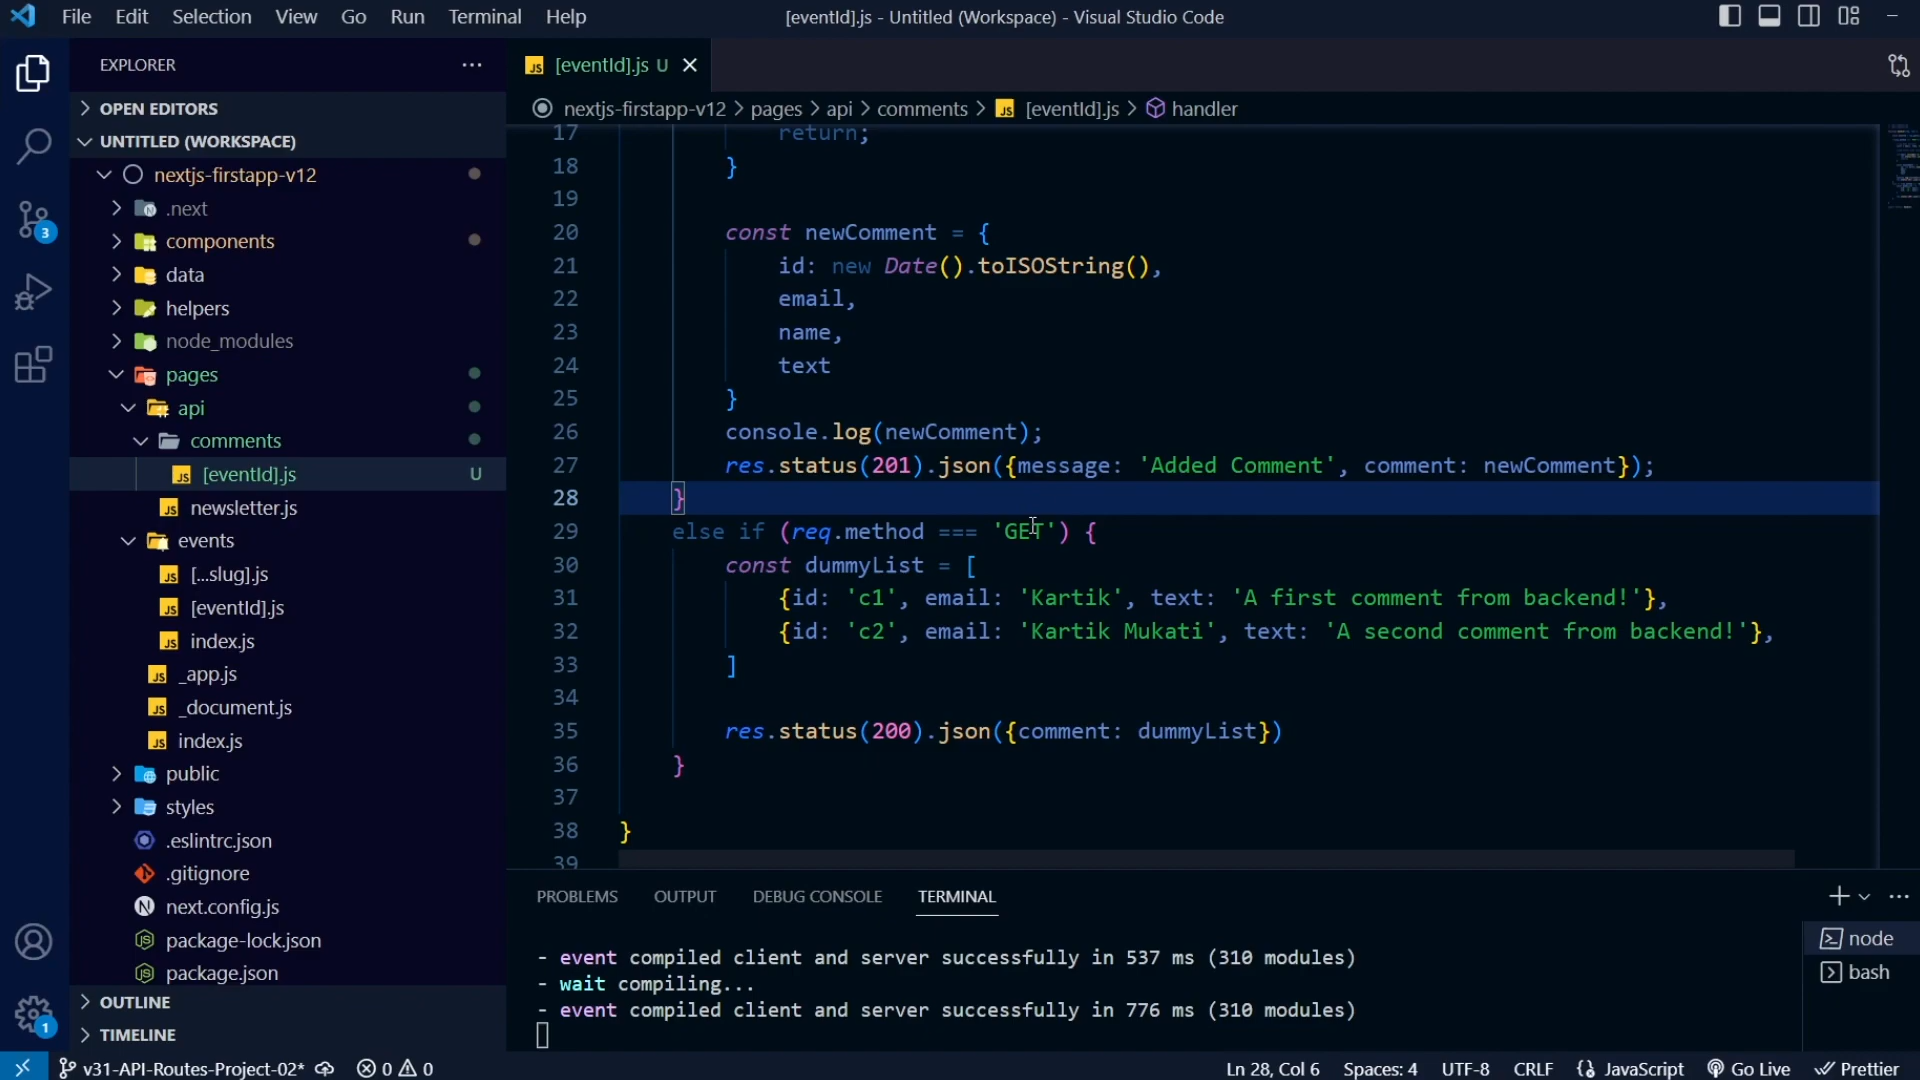 File Edit Selection View Go Run Terminal Help
[eventId].js - Untitled (Workspace) - Visual Studio Code
EXPLORER
OPEN EDITORS
UNTITLED (WORKSPACE)
nextjs-firstapp-v12
.next
components
data
helpers
node_modules
pages
api
comments
[eventId].js U
newsletter.js
events
[...slug].js
[eventId].js
index.js
_app.js
_document.js
index.js
public
styles
.eslintrc.json
.gitignore
next.config.js
package-lock.json
package.json
OUTLINE
TIMELINE
3
1
[eventId].js U
nextjs-firstapp-v12 > pages > api > comments > [eventId].js > handler
17 return;
18 }
19
20 const newComment = {
21 id: new Date().toISOString(),
22 email,
23 name,
24 text
25 }
26 console.log(newComment);
27 res.status(201).json({message: 'Added Comment', comment: newComment});
28 }
29 else if (req.method === 'GET') {
30 const dummyList = [
31 {id: 'c1', email: 'Kartik', text: 'A first comment from backend!'},
32 {id: 'c2', email: 'Kartik Mukati', text: 'A second comment from backend!'},
33 ]
34
35 res.status(200).json({comment: dummyList})
36 }
37
38 }
39
PROBLEMS OUTPUT DEBUG CONSOLE TERMINAL
- event compiled client and server successfully in 537 ms (310 modules)
- wait compiling...
- event compiled client and server successfully in 776 ms (310 modules)
node
bash
v31-API-Routes-Project-02* 0 0 Ln 28, Col 6 Spaces: 4 UTF-8 CRLF JavaScript Go Live Prettier